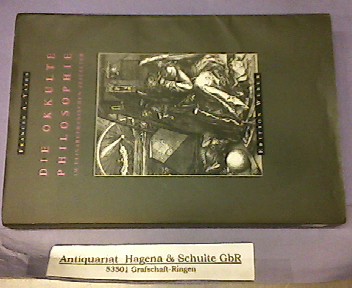 FRANCES A. YATES
DIE OKKULTE
PHILOSOPHIE
IM ELISABETHANISCHEN ZEITALTER
EDITION WEBER
Antiquariat Hagena & Schulte GbR
53501 Grafschaft-Ringen